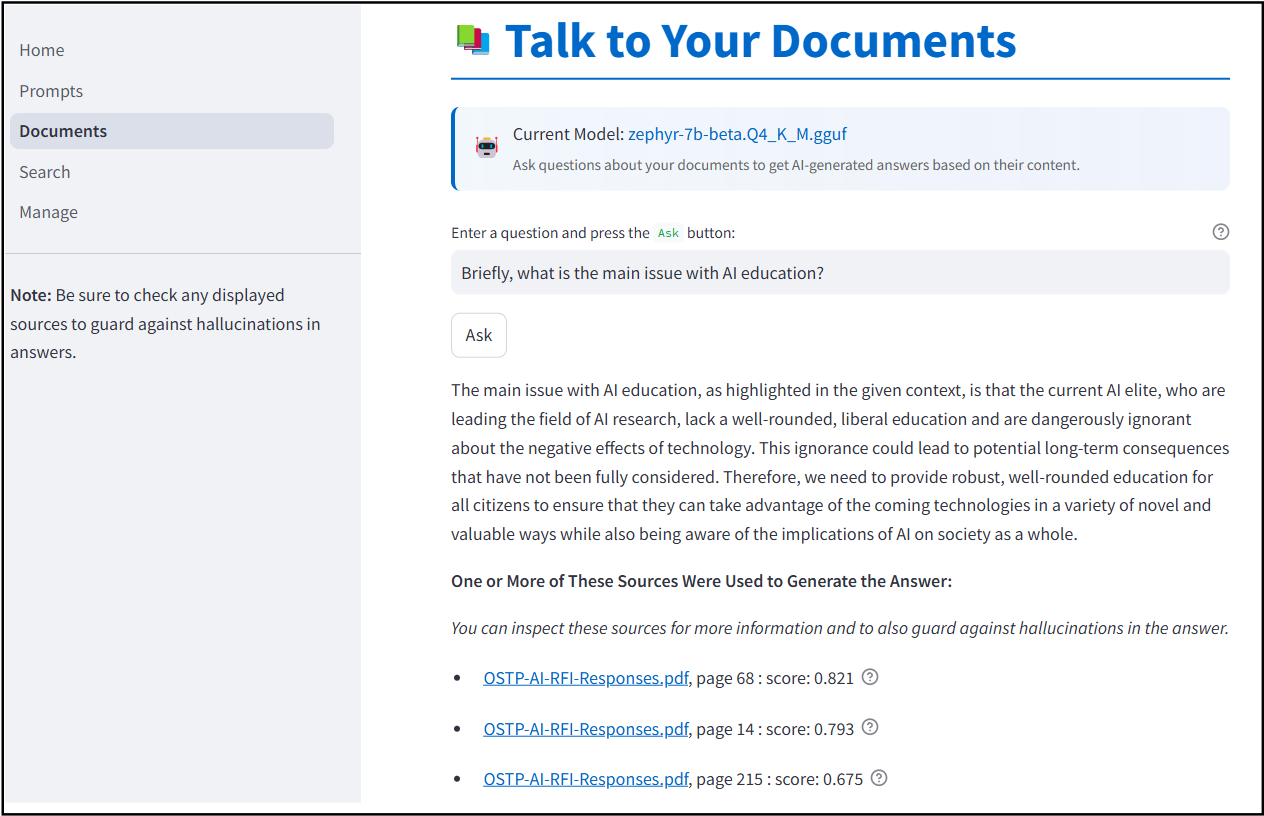 Home
Prompts
Documents
Search
Manage
Note: Be sure to check any displayed
sources to guard against hallucinations in
answers.
Talk to Your Documents
Current Model: zephyr-7b-beta.Q4_K_M.gguf
Ask questions about your documents to get AI-generated answers based on their content.
Enter a question and press the Ask button:
Briefly, what is the main issue with AI education?
Ask
The main issue with AI education, as highlighted in the given context, is that the current AI elite, who are
leading the field of AI research, lack a well-rounded, liberal education and are dangerously ignorant
about the negative effects of technology. This ignorance could lead to potential long-term consequences
that have not been fully considered. Therefore, we need to provide robust, well-rounded education for
all citizens to ensure that they can take advantage of the coming technologies in a variety of novel and
valuable ways while also being aware of the implications of AI on society as a whole.
One or More of These Sources Were Used to Generate the Answer:
You can inspect these sources for more information and to also guard against hallucinations in the answer.
• OSTP-AI-RFI-Responses.pdf, page 68 : score: 0.821
• OSTP-AI-RFI-Responses.pdf, page 14 : score: 0.793
• OSTP-AI-RFI-Responses.pdf, page 215 : score: 0.675